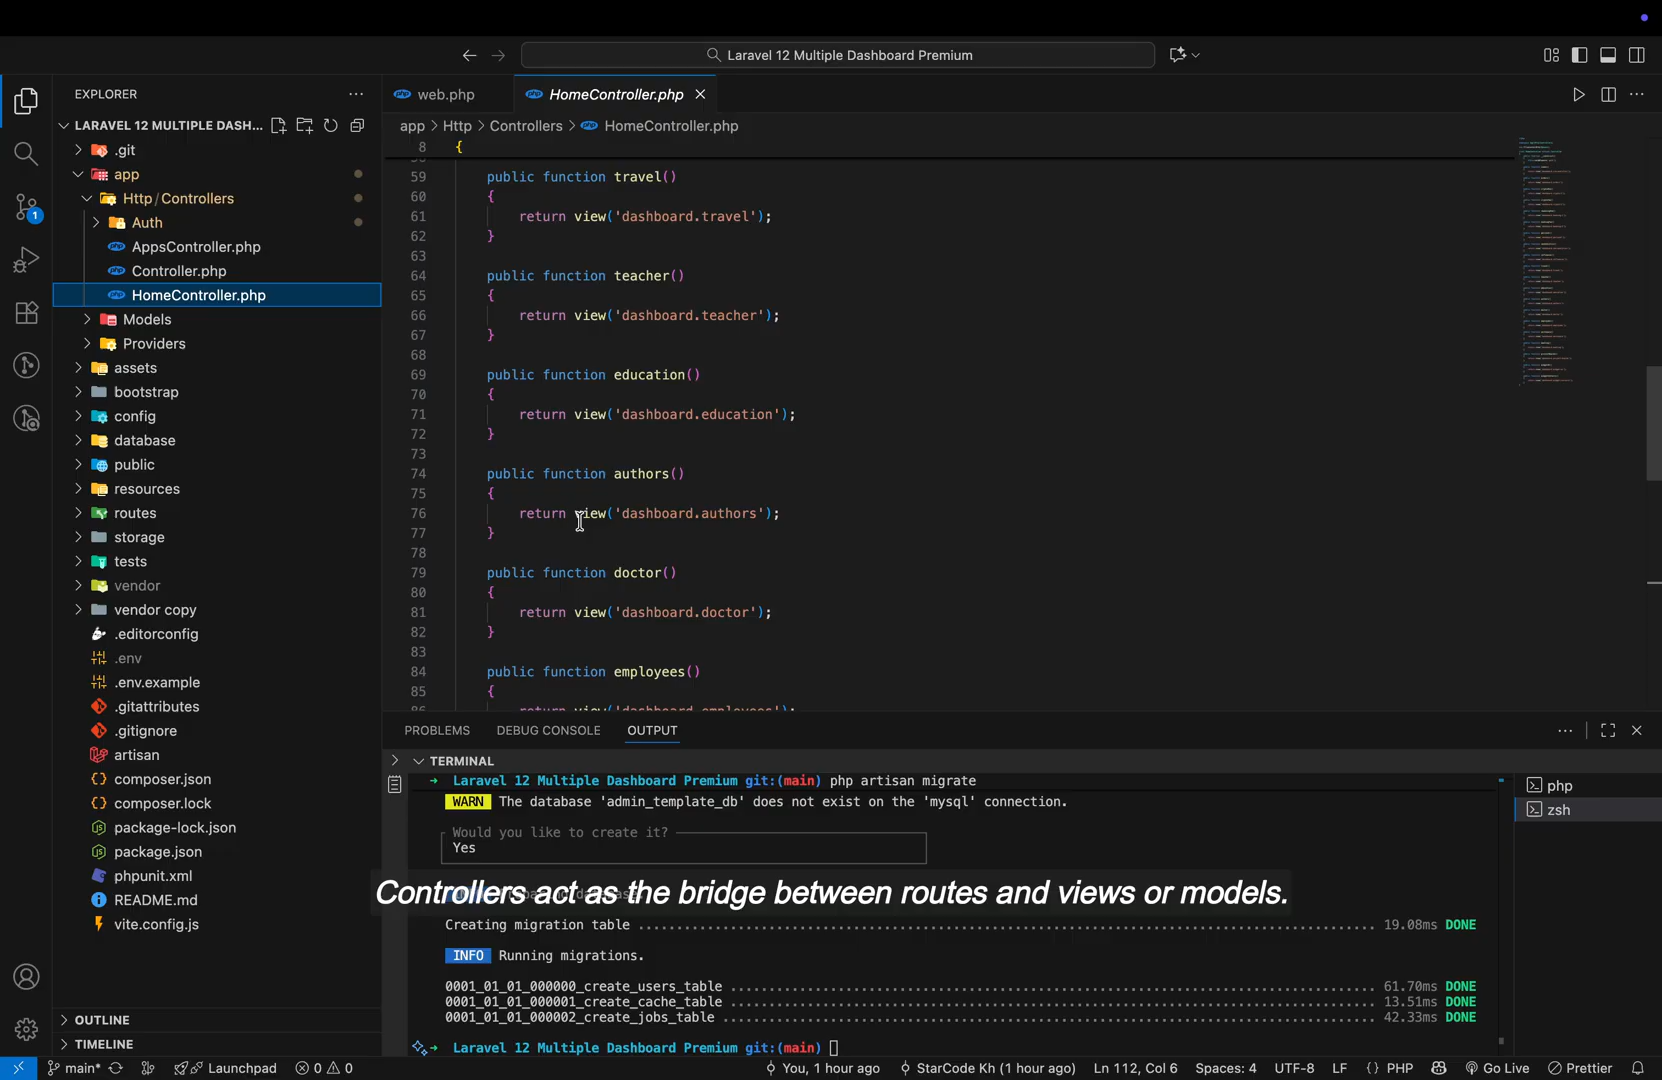 Laravel 12 Multiple Dashboard Premium
EXPLORER
LARAVEL 12 MULTIPLE DASH...
.git
app
Http / Controllers
Auth
AppsController.php
Controller.php
HomeController.php
Models
Providers
assets
bootstrap
config
database
public
resources
routes
storage
tests
vendor
vendor copy
.editorconfig
.env
.env.example
.gitattributes
.gitignore
artisan
composer.json
composer.lock
package-lock.json
package.json
phpunit.xml
README.md
vite.config.js
OUTLINE
TIMELINE
1
web.php
HomeController.php
app > Http > Controllers > HomeController.php
8 {
59 public function travel()
60 {
61 return view('dashboard.travel');
62 }
63
64 public function teacher()
65 {
66 return view('dashboard.teacher');
67 }
68
69 public function education()
70 {
71 return view('dashboard.education');
72 }
73
74 public function authors()
75 {
76 return view('dashboard.authors');
77 }
78
79 public function doctor()
80 {
81 return view('dashboard.doctor');
82 }
83
84 public function employees()
85 {
86 return view('dashboard.employees');
PROBLEMS DEBUG CONSOLE OUTPUT
TERMINAL
→ Laravel 12 Multiple Dashboard Premium git:(main) php artisan migrate
WARN The database 'admin_template_db' does not exist on the 'mysql' connection.
Would you like to create it?
Yes
Controllers act as the bridge between routes and views or models.
Creating migration table 19.08ms DONE
INFO Running migrations.
0001_01_01_000000_create_users_table 61.70ms DONE
0001_01_01_000001_create_cache_table 13.51ms DONE
0001_01_01_000002_create_jobs_table 42.33ms DONE
→ Laravel 12 Multiple Dashboard Premium git:(main)
php
zsh
main* Launchpad 0 0 You, 1 hour ago StarCode Kh (1 hour ago) Ln 112, Col 6 Spaces: 4 UTF-8 LF {} PHP Go Live Prettier